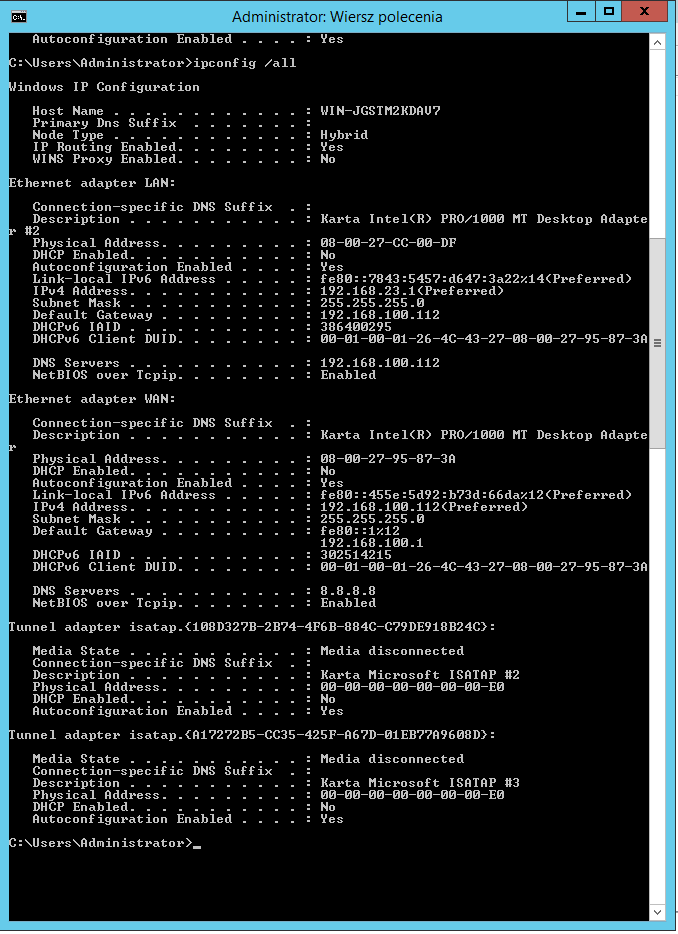 Administrator: Wiersz polecenia
Autoconfiguration Enabled . . . . : Yes
C:\Users\Administrator>ipconfig /all
Windows IP Configuration
Host Name . . . . . . . . . . . . : WIN-JGSTM2KDAV7
Primary Dns Suffix  . . . . . . . :
Node Type . . . . . . . . . . . . : Hybrid
IP Routing Enabled. . . . . . . . : Yes
WINS Proxy Enabled. . . . . . . . : No
Ethernet adapter LAN:
Connection-specific DNS Suffix  . :
Description . . . . . . . . . . . : Karta Intel(R) PRO/1000 MT Desktop Adapte
r #2
Physical Address. . . . . . . . . : 08-00-27-CC-00-DF
DHCP Enabled. . . . . . . . . . . : No
Autoconfiguration Enabled . . . . : Yes
Link-local IPv6 Address . . . . . : fe80::7843:5457:d647:3a22%14(Preferred)
IPv4 Address. . . . . . . . . . . : 192.168.23.1(Preferred)
Subnet Mask . . . . . . . . . . . : 255.255.255.0
Default Gateway . . . . . . . . . : 192.168.100.112
DHCPv6 IAID . . . . . . . . . . . : 386400295
DHCPv6 Client DUID. . . . . . . . : 00-01-00-01-26-4C-43-27-08-00-27-95-87-3A
DNS Servers . . . . . . . . . . . : 192.168.100.112
NetBIOS over Tcpip. . . . . . . . : Enabled
Ethernet adapter WAN:
Connection-specific DNS Suffix  . :
Description . . . . . . . . . . . : Karta Intel(R) PRO/1000 MT Desktop Adapte
r
Physical Address. . . . . . . . . : 08-00-27-95-87-3A
DHCP Enabled. . . . . . . . . . . : No
Autoconfiguration Enabled . . . . : Yes
Link-local IPv6 Address . . . . . : fe80::455e:5d92:b73d:66da%12(Preferred)
IPv4 Address. . . . . . . . . . . : 192.168.100.112(Preferred)
Subnet Mask . . . . . . . . . . . : 255.255.255.0
Default Gateway . . . . . . . . . : fe80::1%12
192.168.100.1
DHCPv6 IAID . . . . . . . . . . . : 302514215
DHCPv6 Client DUID. . . . . . . . : 00-01-00-01-26-4C-43-27-08-00-27-95-87-3A
DNS Servers . . . . . . . . . . . : 8.8.8.8
NetBIOS over Tcpip. . . . . . . . : Enabled
Tunnel adapter isatap.{108D327B-2B74-4F6B-884C-C79DE918B24C}:
Media State . . . . . . . . . . . : Media disconnected
Connection-specific DNS Suffix  . :
Description . . . . . . . . . . . : Karta Microsoft ISATAP #2
Physical Address. . . . . . . . . : 00-00-00-00-00-00-00-E0
DHCP Enabled. . . . . . . . . . . : No
Autoconfiguration Enabled . . . . : Yes
Tunnel adapter isatap.{A17272B5-CC35-425F-A67D-01EB77A9608D}:
Media State . . . . . . . . . . . : Media disconnected
Connection-specific DNS Suffix  . :
Description . . . . . . . . . . . : Karta Microsoft ISATAP #3
Physical Address. . . . . . . . . : 00-00-00-00-00-00-00-E0
DHCP Enabled. . . . . . . . . . . : No
Autoconfiguration Enabled . . . . : Yes
C:\Users\Administrator>_